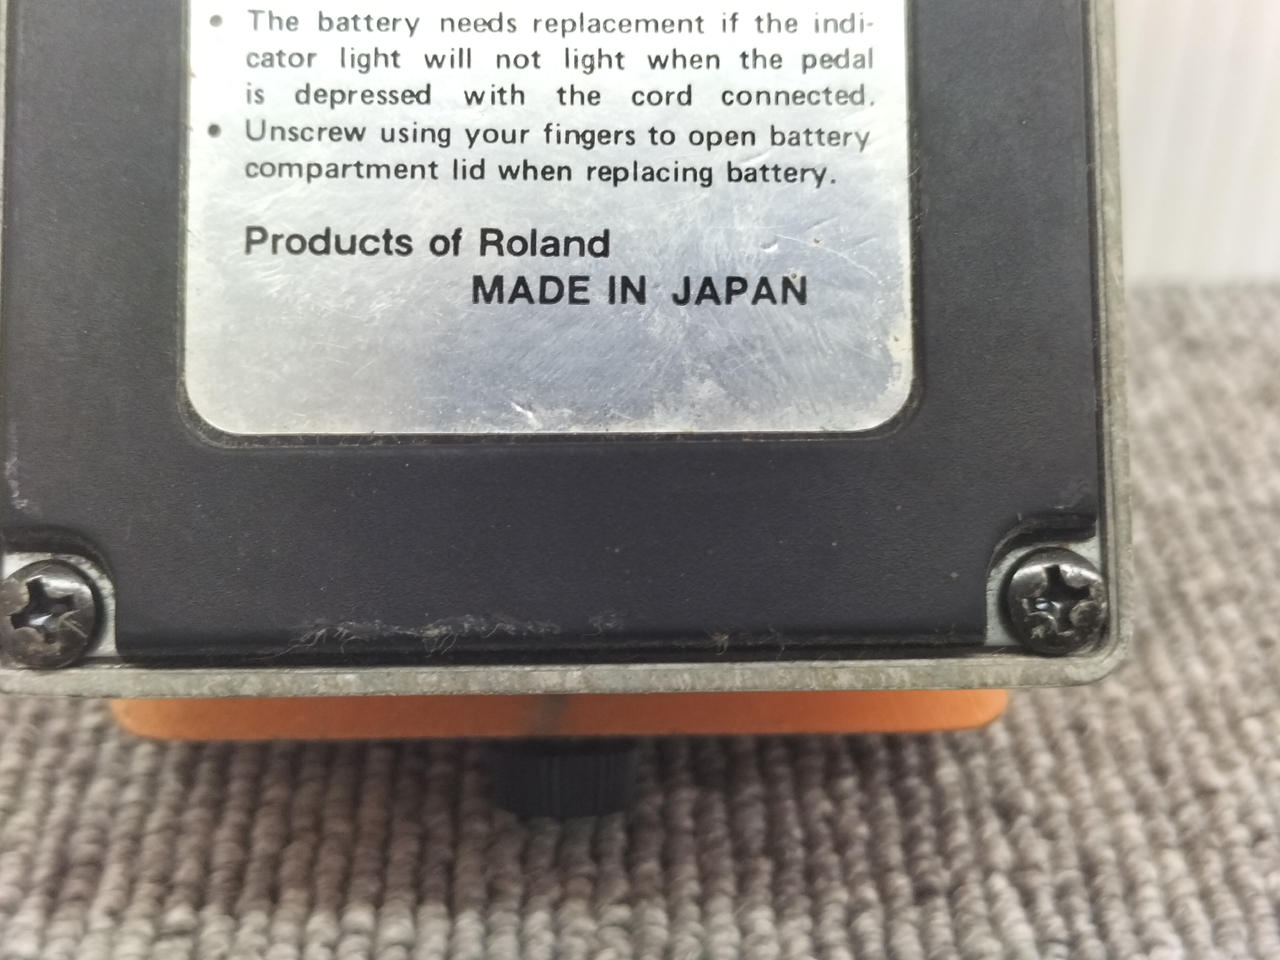 • The battery needs replacement if the indi-
cator light will not light when the pedal
is depressed with the cord connected.
• Unscrew using your fingers to open battery
compartment lid when replacing battery.
Products of Roland
MADE IN JAPAN